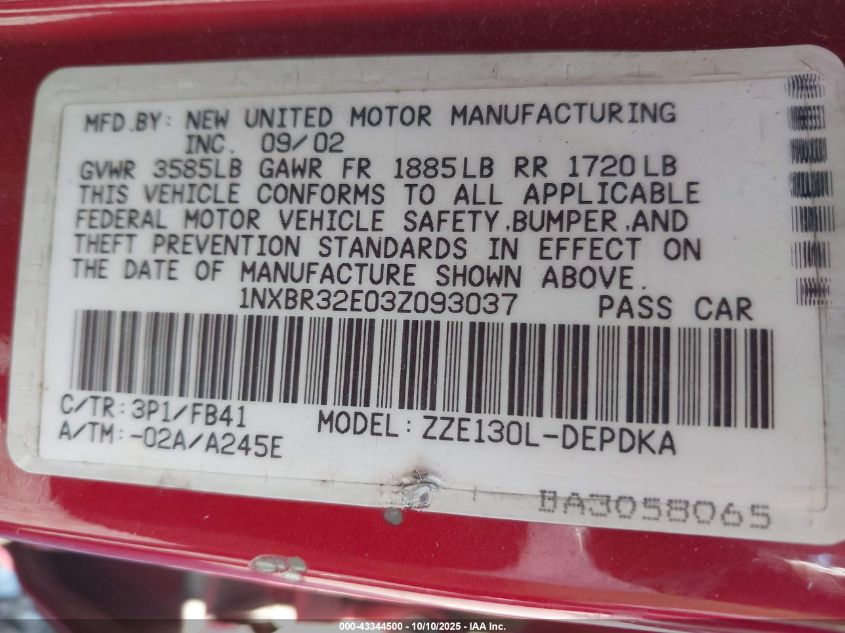 MFD.BY: NEW UNITED MOTOR MANUFACTURING
INC. 09/02
GVWR 3585LB GAWR FR 1885LB RR 1720LB
THIS VEHICLE CONFORMS TO ALL APPLICABLE
FEDERAL MOTOR VEHICLE SAFETY,BUMPER,AND
THEFT PREVENTION STANDARDS IN EFFECT ON
THE DATE OF MANUFACTURE SHOWN ABOVE.
1NXBR32E03Z093037 PASS CAR
C/TR:3P1/FB41 MODEL:ZZE130L-DEPDKA
A/TM:-02A/A245E
BA3058065
000-43344500 - 10/10/2025 - IAA Inc.